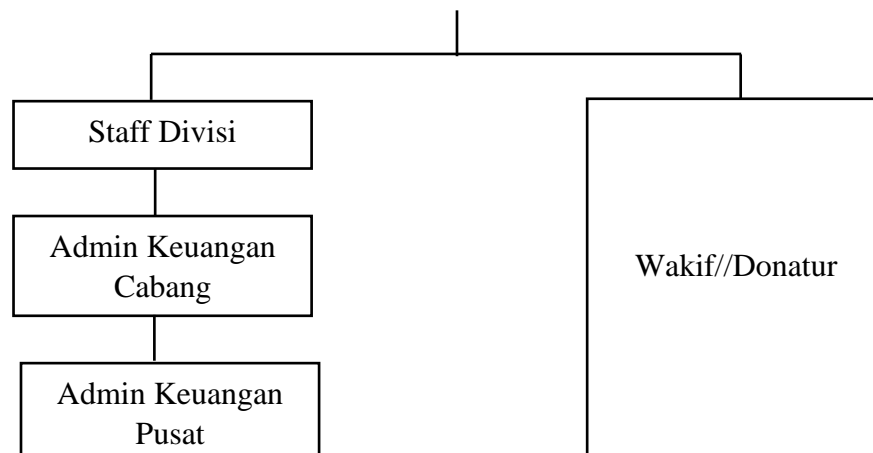 Staff Divisi
Admin Keuangan
Cabang
Wakif//Donatur
Admin Keuangan
Pusat